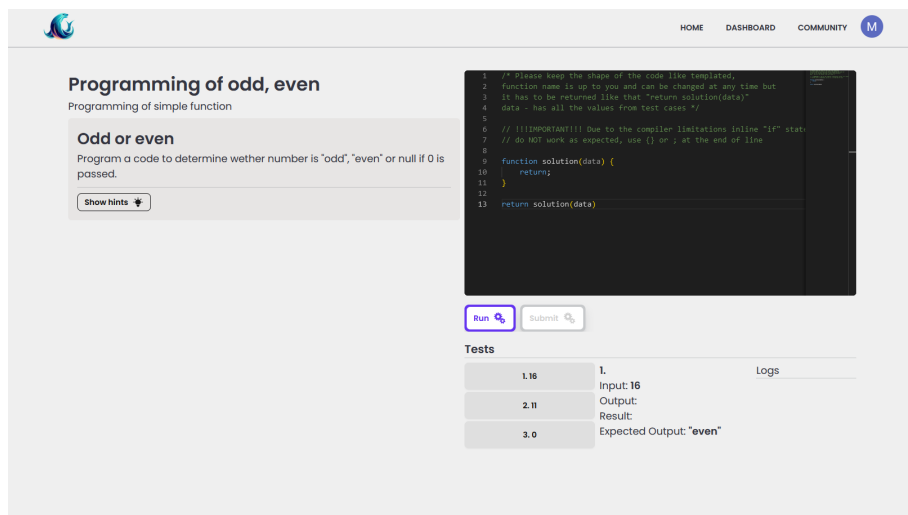 HOME DASHBOARD COMMUNITY M
Programming of odd, even
Programming of simple function
Odd or even
Program a code to determine wether number is "odd", "even" or null if 0 is
passed.
Show hints
1 /* Please keep the shape of the code like templated,
2 function name is up to you and can be changed at any time but
3 it has to be returned like that "return solution(data)"
4 data - has all the values from test cases */
5
6 // !!!IMPORTANT!!! Due to the compiler limitations inline "if" stat
7 // do NOT work as expected, use {} or ; at the end of line
8
9 function solution(data) {
10 return;
11 }
12
13 return solution(data)
Run Submit
Tests
1. 16
2. 11
3. 0
1.
Input: 16
Output:
Result:
Expected Output: "even"
Logs